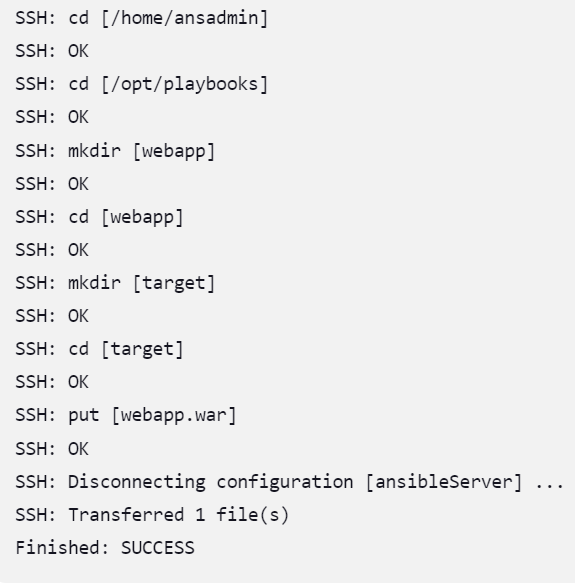 SSH: cd [/home/ansadmin]
SSH: OK
SSH: cd [/opt/playbooks]
SSH: OK
SSH: mkdir [webapp]
SSH: OK
SSH: cd [webapp]
SSH: OK
SSH: mkdir [target]
SSH: OK
SSH: cd [target]
SSH: OK
SSH: put [webapp.war]
SSH: OK
SSH: Disconnecting configuration [ansibleServer] ...
SSH: Transferred 1 file(s)
Finished: SUCCESS